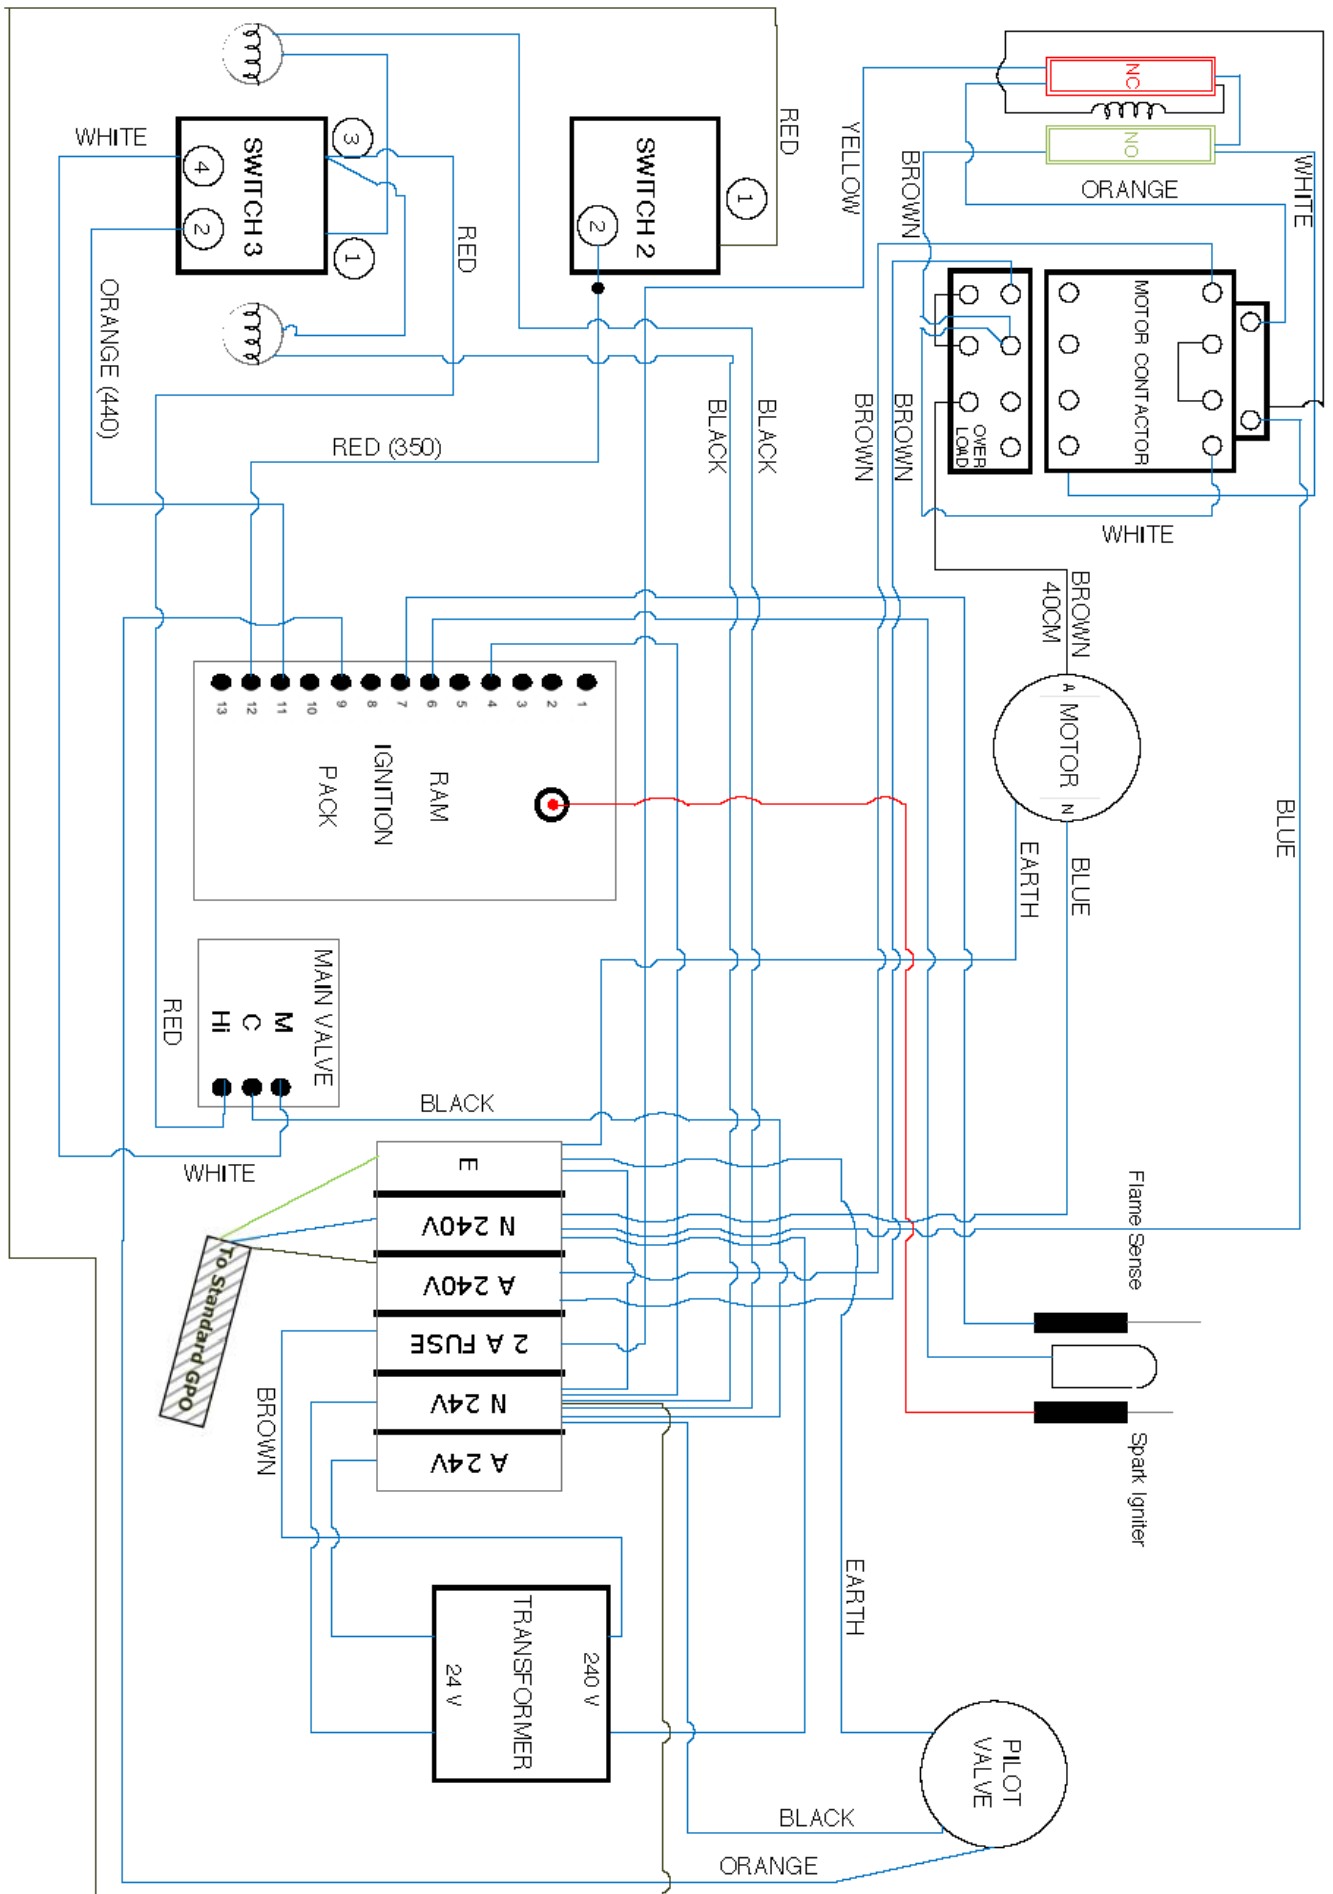 WHITE
3
4
SWITCH 3
2
1
RED
ORANGE (440)
SWITCH 2
1
2
RED
YELLOW
NC
NO
BROWN
ORANGE
WHITE
MOTOR CONTACTOR
OVER
LOAD
RED (350)
BLACK
BLACK
BROWN
BROWN
WHITE
BROWN
40CM
A
MOTOR
N
EARTH
BLUE
BLUE
13
12
11
10
9
8
7
6
5
4
3
2
1
RAM
IGNITION
PACK
MAIN VALVE
M
C
Hi
RED
BLACK
WHITE
E
N 240V
A 240V
2 A FUSE
N 24V
A 24V
To Standard GPO
BROWN
Flame Sense
Spark Igniter
TRANSFORMER
240 V
24 V
EARTH
PILOT
VALVE
BLACK
ORANGE